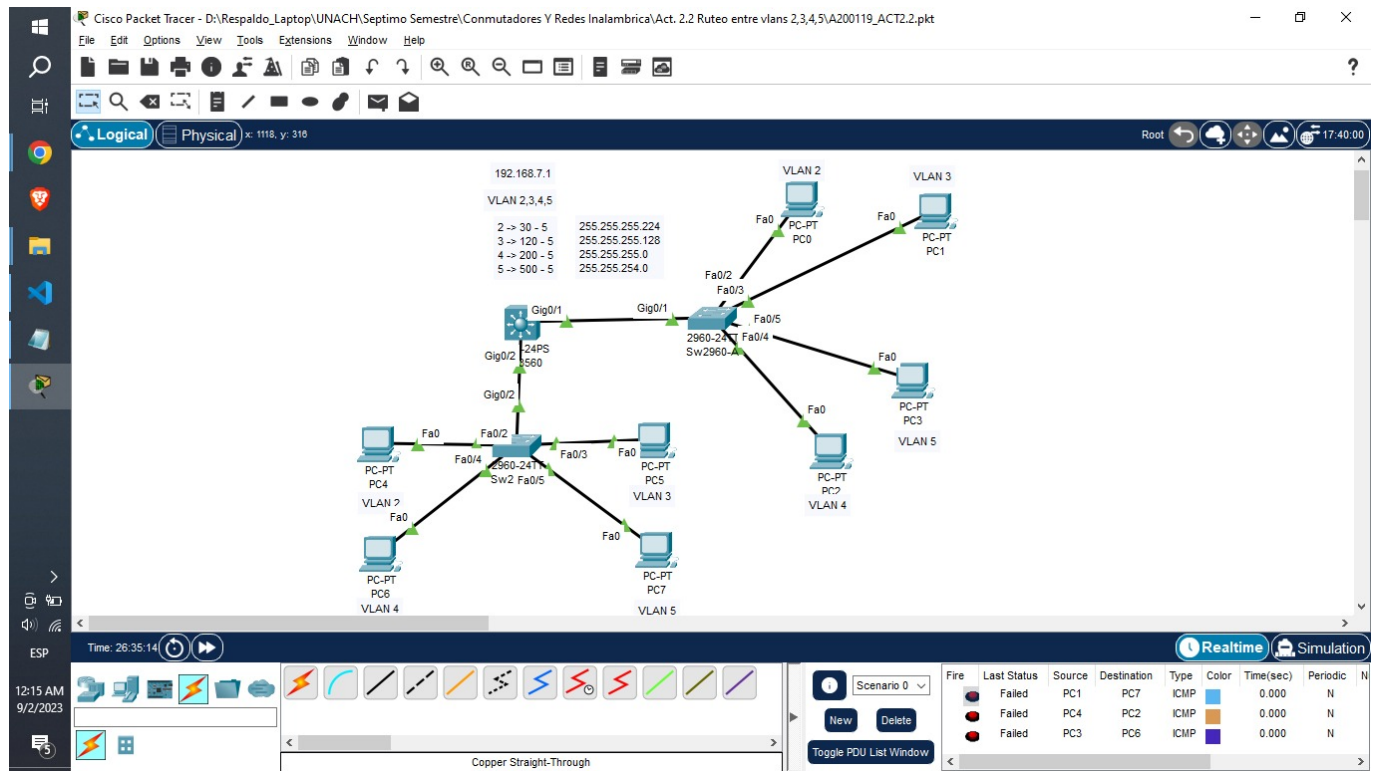 Cisco Packet Tracer - D:\Respaldo_Laptop\UNACH\Septimo Semestre\Conmutadores Y Redes Inalambrica\Act. 2.2 Ruteo entre vlans 2,3,4,5\A200119_ACT2.2.pkt
File Edit Options View Tools Extensions Window Help
Logical Physical x: 1118, y: 316
Root 17:40:00
192.168.7.1
VLAN 2,3,4,5
2 -> 30 - 5 255.255.255.224
3 -> 120 - 5 255.255.255.128
4 -> 200 - 5 255.255.255.0
5 -> 500 - 5 255.255.254.0
VLAN 2
Fa0
PC-PT
PC0
VLAN 3
Fa0
PC-PT
PC1
Fa0/2
Fa0/3
Gig0/1
Gig0/1
Fa0/5
2960-24TT Fa0/4
Sw2960-A
-24PS
Gig0/2
3560
Fa0
PC-PT
PC3
VLAN 5
Gig0/2
Fa0
PC-PT
PC2
VLAN 4
Fa0
Fa0/2
PC-PT
PC4
VLAN 2
Fa0/4
2960-24TT
Sw2 Fa0/5
Fa0/3
Fa0
PC-PT
PC5
VLAN 3
Fa0
PC-PT
PC6
VLAN 4
Fa0
PC-PT
PC7
VLAN 5
Time: 26:35:14
Realtime Simulation
ESP
12:15 AM
9/2/2023
5
Copper Straight-Through
Scenario 0
New Delete
Toggle PDU List Window
Fire Last Status Source Destination Type Color Time(sec) Periodic N
Failed PC1 PC7 ICMP 0.000 N
Failed PC4 PC2 ICMP 0.000 N
Failed PC3 PC6 ICMP 0.000 N